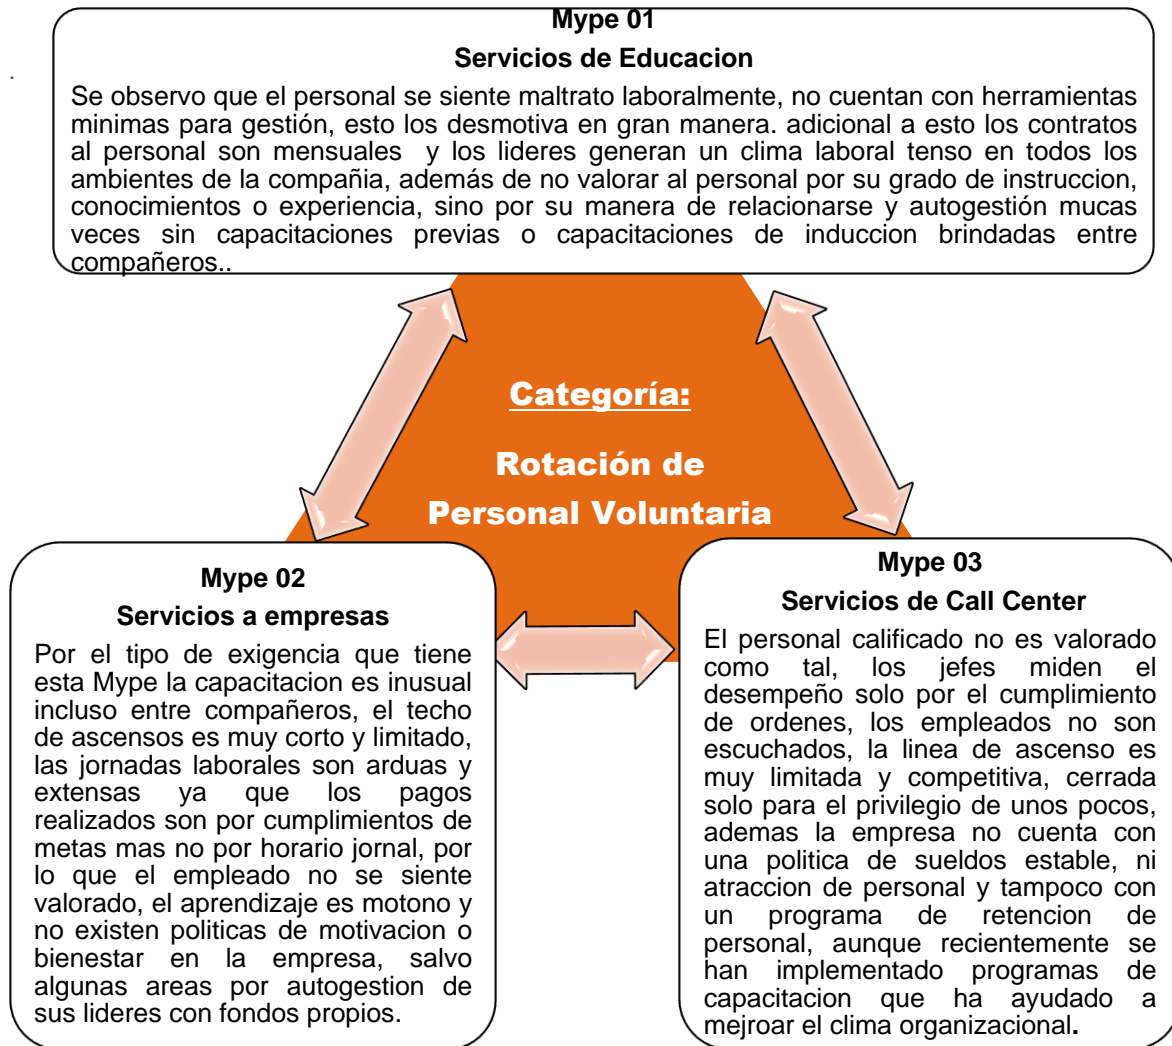 Mype 01
Servicios de Educacion
.
Se observo que el personal se siente maltrato laboralmente, no cuentan con herramientas
minimas para gestión, esto los desmotiva en gran manera. adicional a esto los contratos
al personal son mensuales y los lideres generan un clima laboral tenso en todos los
ambientes de la compañia, además de no valorar al personal por su grado de instruccion,
conocimientos o experiencia, sino por su manera de relacionarse y autogestión mucas
veces sin capacitaciones previas o capacitaciones de induccion brindadas entre
compañeros..
Categoría:
Rotación de
Personal Voluntaria
Mype 02
Servicios a empresas
Por el tipo de exigencia que tiene
esta Mype la capacitacion es inusual
incluso entre compañeros, el techo
de ascensos es muy corto y limitado,
las jornadas laborales son arduas y
extensas ya que los pagos
realizados son por cumplimientos de
metas mas no por horario jornal, por
lo que el empleado no se siente
valorado, el aprendizaje es motono y
no existen politicas de motivacion o
bienestar en la empresa, salvo
algunas areas por autogestion de
sus lideres con fondos propios.
Mype 03
Servicios de Call Center
El personal calificado no es valorado
como tal, los jefes miden el
desempeño solo por el cumplimiento
de ordenes, los empleados no son
escuchados, la linea de ascenso es
muy limitada y competitiva, cerrada
solo para el privilegio de unos pocos,
ademas la empresa no cuenta con
una politica de sueldos estable, ni
atraccion de personal y tampoco con
un programa de retencion de
personal, aunque recientemente se
han implementado programas de
capacitacion que ha ayudado a
mejroar el clima organizacional.